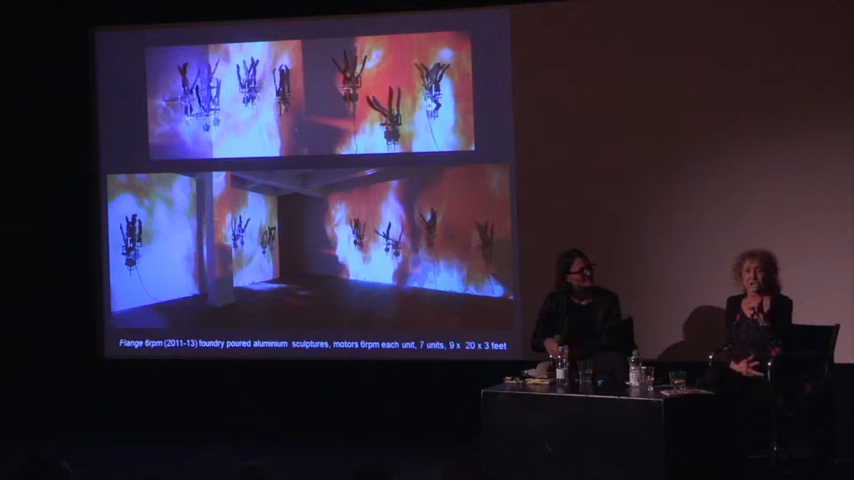 Flange 6rpm (2011-13) foundry poured aluminium sculptures, motors 6rpm each unit, 7 units, 9 x 20 x 3 feet